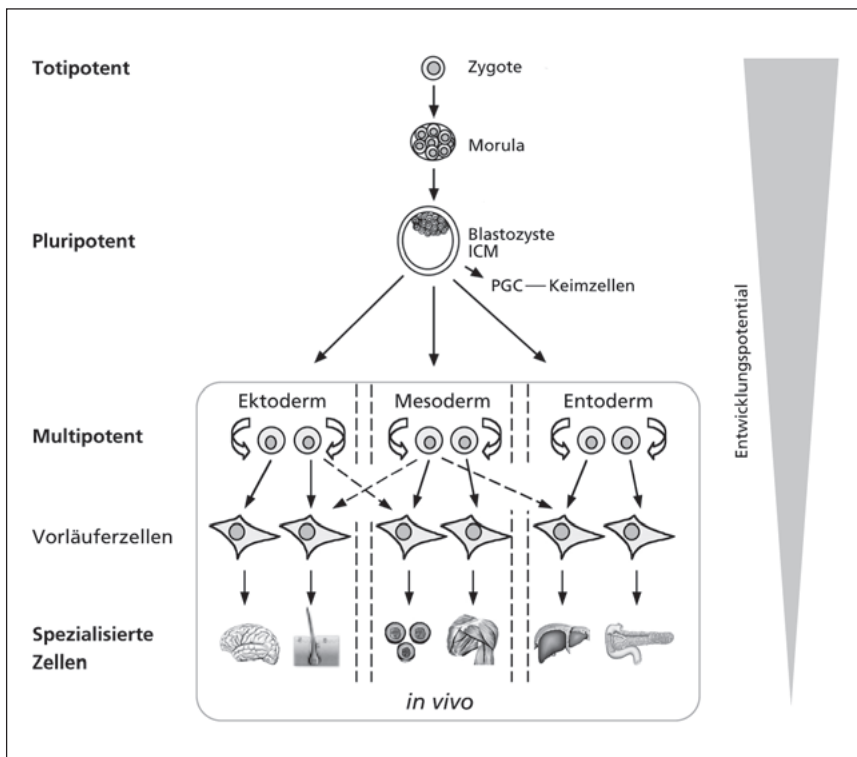 Totipotent
Zygote
Morula
Pluripotent
Blastozyste
ICM
PGC — Keimzellen
Entwicklungspotential
Ektoderm
Mesoderm
Entoderm
Multipotent
Vorläuferzellen
Spezialisierte
Zellen
in vivo